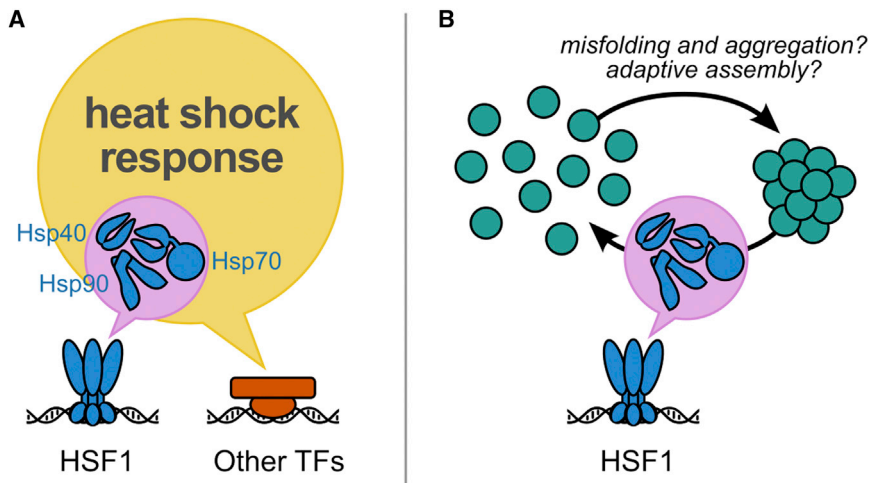 A
heat shock
response
Hsp40
Hsp70
Hsp90
HSF1
Other TFs
B
misfolding and aggregation?
adaptive assembly?
HSF1